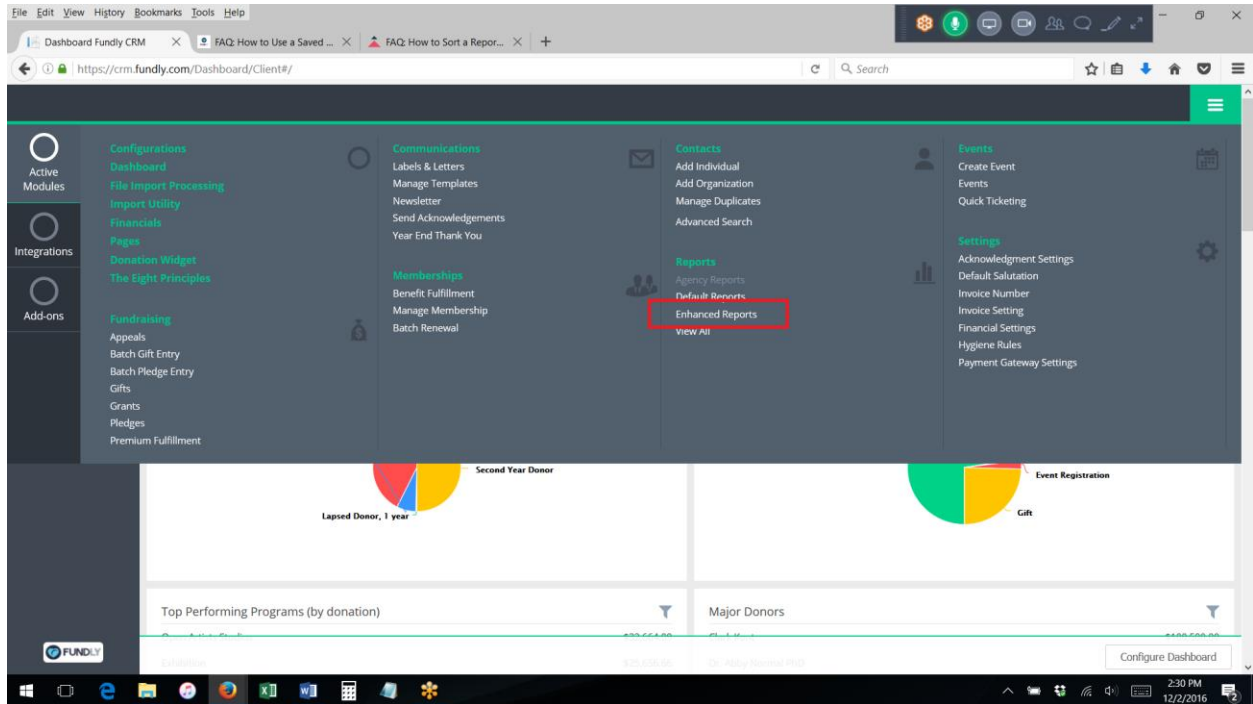 File Edit View History Bookmarks Tools Help
Dashboard Fundly CRM
FAQ: How to Use a Saved ...
FAQ: How to Sort a Repor...
https://crm.fundly.com/Dashboard/Client#/
Search
Active
Modules
Integrations
Add-ons
Configurations
Dashboard
File Import Processing
Import Utility
Financials
Pages
Donation Widget
The Eight Principles
Fundraising
Appeals
Batch Gift Entry
Batch Pledge Entry
Gifts
Grants
Pledges
Premium Fulfillment
Communications
Labels & Letters
Manage Templates
Newsletter
Send Acknowledgements
Year End Thank You
Memberships
Benefit Fulfillment
Manage Membership
Batch Renewal
Contacts
Add Individual
Add Organization
Manage Duplicates
Advanced Search
Reports
Agency Reports
Default Reports
Enhanced Reports
View All
Events
Create Event
Events
Quick Ticketing
Settings
Acknowledgment Settings
Default Salutation
Invoice Number
Invoice Setting
Financial Settings
Hygiene Rules
Payment Gateway Settings
Second Year Donor
Lapsed Donor, 1 year
Event Registration
Gift
Top Performing Programs (by donation)
Major Donors
Exhibition
Dr. Abby Normal PhD
FUNDLY
Configure Dashboard
2:30 PM
12/2/2016
2